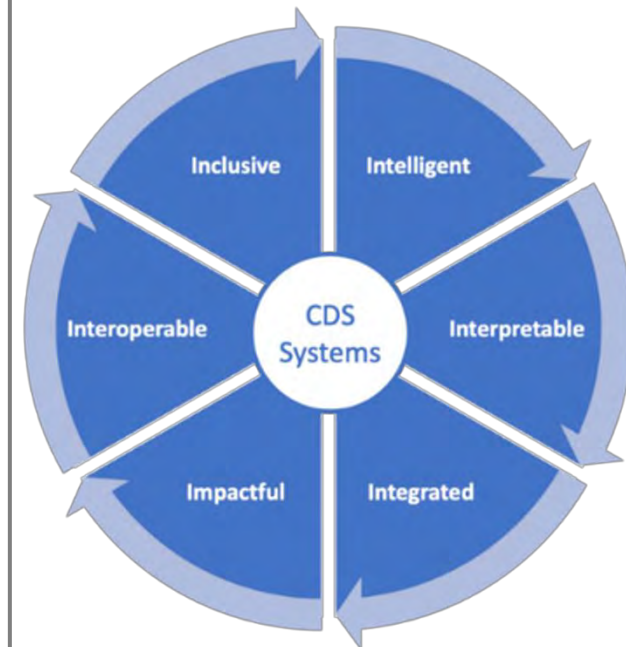 Inclusive
Intelligent
Interoperable
CDS
Systems
Interpretable
Impactful
Integrated